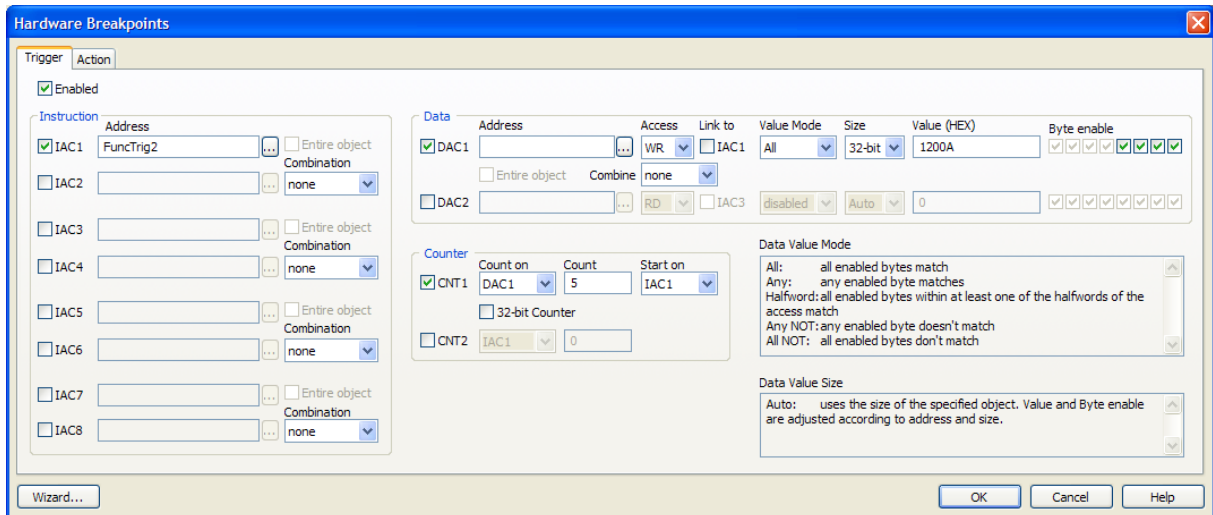 Hardware Breakpoints
Trigger Action
Enabled
Instruction
Address
IAC1 FuncTrig2 ... Entire object
Combination
IAC2 ... none
IAC3 ... Entire object
Combination
IAC4 ... none
IAC5 ... Entire object
Combination
IAC6 ... none
IAC7 ... Entire object
Combination
IAC8 ... none
Data
Address Access Link to Value Mode Size Value (HEX) Byte enable
DAC1 ... WR IAC1 All 32-bit 1200A
Entire object Combine none
DAC2 ... RD IAC3 disabled Auto 0
Counter
Count on Count Start on
CNT1 DAC1 5 IAC1
32-bit Counter
CNT2 IAC1 0
Data Value Mode
All: all enabled bytes match
Any: any enabled byte matches
Halfword: all enabled bytes within at least one of the halfwords of the
access match
Any NOT: any enabled byte doesn't match
All NOT: all enabled bytes don't match
Data Value Size
Auto: uses the size of the specified object. Value and Byte enable
are adjusted according to address and size.
Wizard... OK Cancel Help